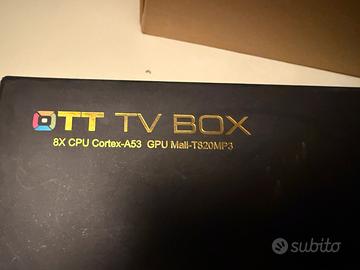 OTT TV BOX
8X CPU Cortex-A53 GPU Mali-T820MP3
subito